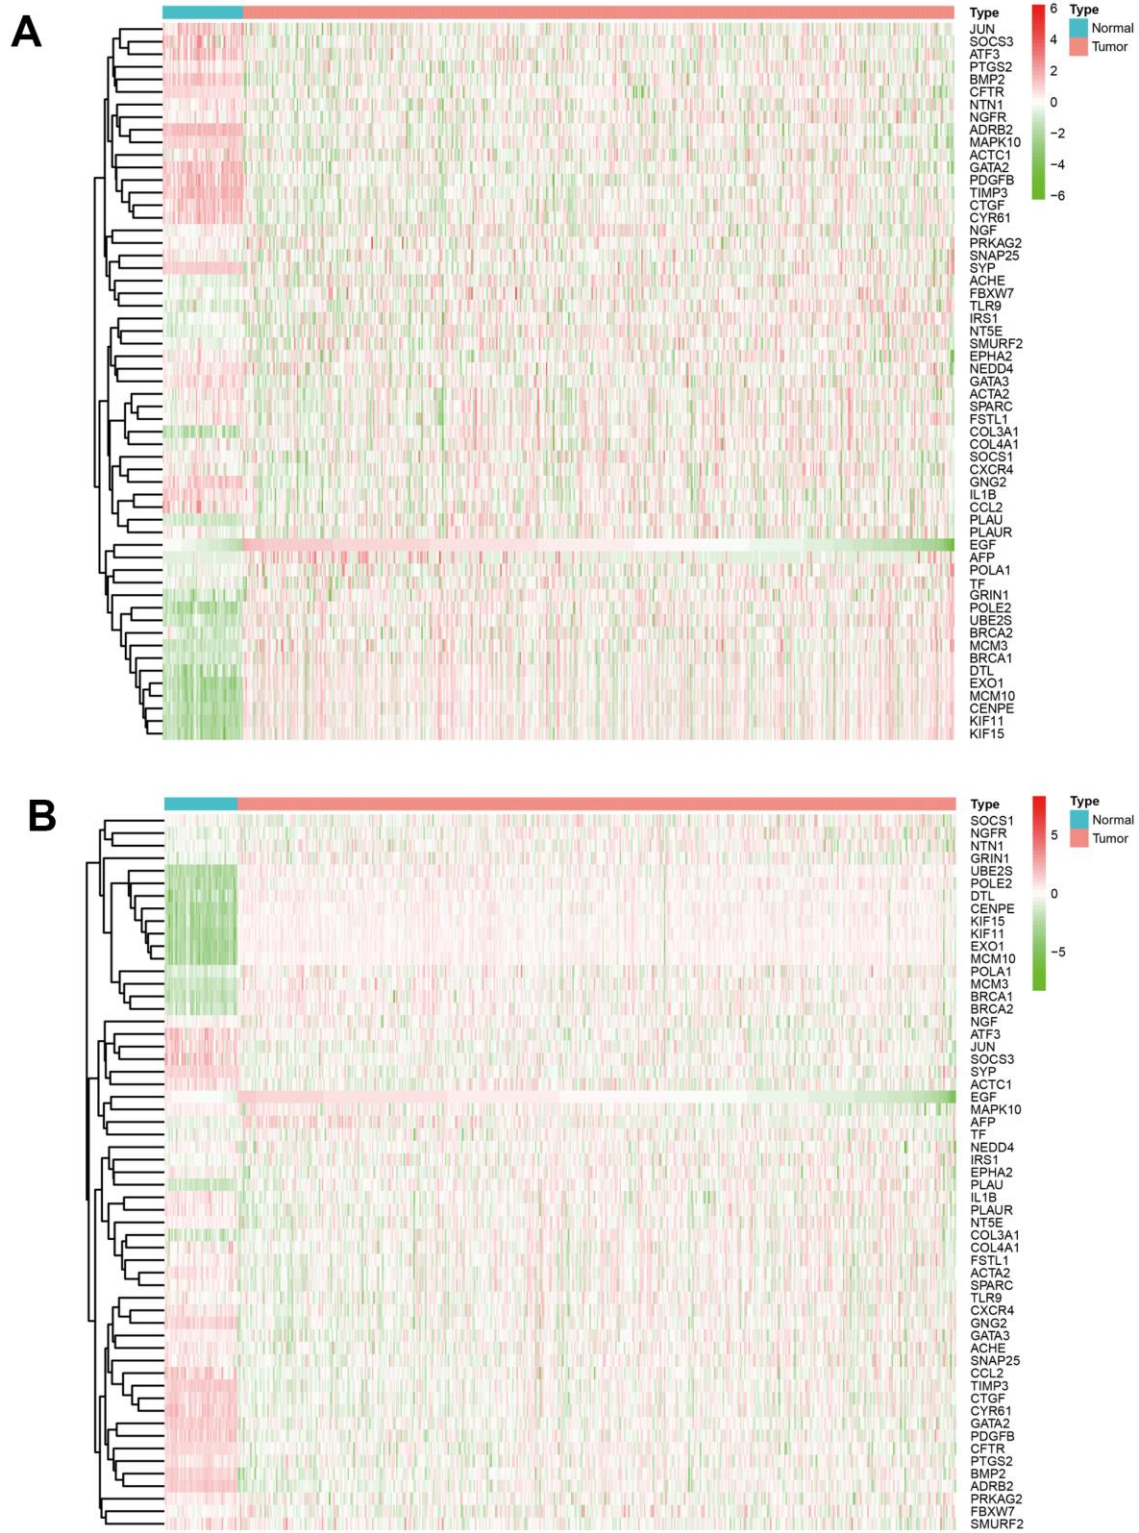 A
Type
JUN
SOCS3
ATF3
PTGS2
BMP2
CFTR
NTN1
NGFR
ADRB2
MAPK10
ACTC1
GATA2
PDGFB
TIMP3
CTGF
CYR61
NGF
PRKAG2
SNAP25
SYP
ACHE
FBXW7
TLR9
IRS1
NT5E
SMURF2
EPHA2
NEDD4
GATA3
ACTA2
SPARC
FSTL1
COL3A1
COL4A1
SOCS1
CXCR4
GNG2
IL1B
CCL2
PLAU
PLAUR
EGF
AFP
POLA1
TF
GRIN1
POLE2
UBE2S
BRCA2
MCM3
BRCA1
DTL
EXO1
MCM10
CENPE
KIF11
KIF15
6
4
2
0
−2
−4
−6
Type
Normal
Tumor
B
Type
SOCS1
NGFR
NTN1
GRIN1
UBE2S
POLE2
DTL
CENPE
KIF15
KIF11
EXO1
MCM10
POLA1
MCM3
BRCA1
BRCA2
NGF
ATF3
JUN
SOCS3
SYP
ACTC1
EGF
MAPK10
AFP
TF
NEDD4
IRS1
EPHA2
PLAU
IL1B
PLAUR
NT5E
COL3A1
COL4A1
FSTL1
ACTA2
SPARC
TLR9
CXCR4
GNG2
GATA3
ACHE
SNAP25
CCL2
TIMP3
CTGF
CYR61
GATA2
PDGFB
CFTR
PTGS2
BMP2
ADRB2
PRKAG2
FBXW7
SMURF2
5
0
−5
Type
Normal
Tumor